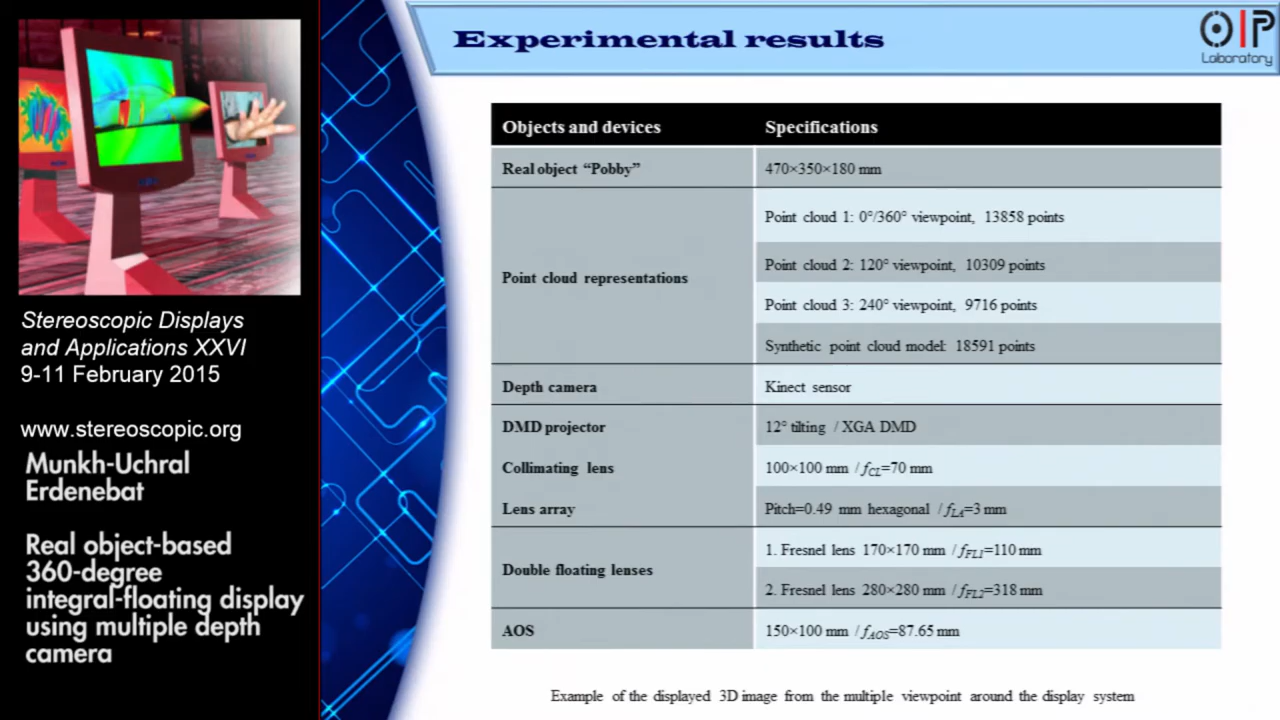 Experimental results
OIP
Laboratory
Objects and devices Specifications
Real object “Pobby” 470×350×180 mm
Point cloud representations
Point cloud 1: 0°/360° viewpoint, 13858 points
Point cloud 2: 120° viewpoint, 10309 points
Point cloud 3: 240° viewpoint, 9716 points
Synthetic point cloud model: 18591 points
Depth camera Kinect sensor
DMD projector 12° tilting / XGA DMD
Collimating lens 100×100 mm / fCL=70 mm
Lens array Pitch=0.49 mm hexagonal / fLA=3 mm
Double floating lenses
1. Fresnel lens 170×170 mm / fFL1=110 mm
2. Fresnel lens 280×280 mm / fFL2=318 mm
AOS 150×100 mm / fAOS=87.65 mm
Example of the displayed 3D image from the multiple viewpoint around the display system
Stereoscopic Displays
and Applications XXVI
9-11 February 2015
www.stereoscopic.org
Munkh-Uchral
Erdenebat
Real object-based
360-degree
integral-floating display
using multiple depth
camera